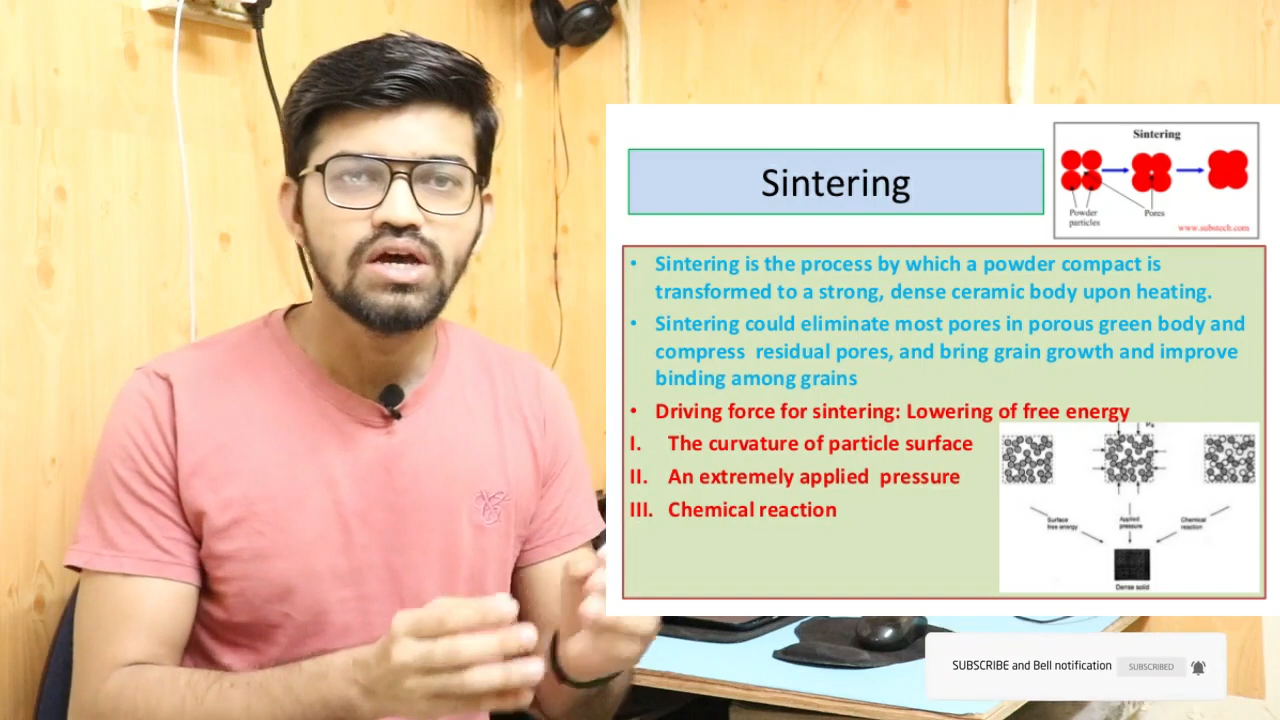 Sintering
Sintering
Powder
particles
Pores
www.substech.com
• Sintering is the process by which a powder compact is
transformed to a strong, dense ceramic body upon heating.
• Sintering could eliminate most pores in porous green body and
compress residual pores, and bring grain growth and improve
binding among grains
• Driving force for sintering: Lowering of free energy
I. The curvature of particle surface
II. An extremely applied pressure
III. Chemical reaction
Surface
free energy
Applied
pressure
Chemical
reaction
Dense solid
SUBSCRIBE and Bell notification SUBSCRIBED